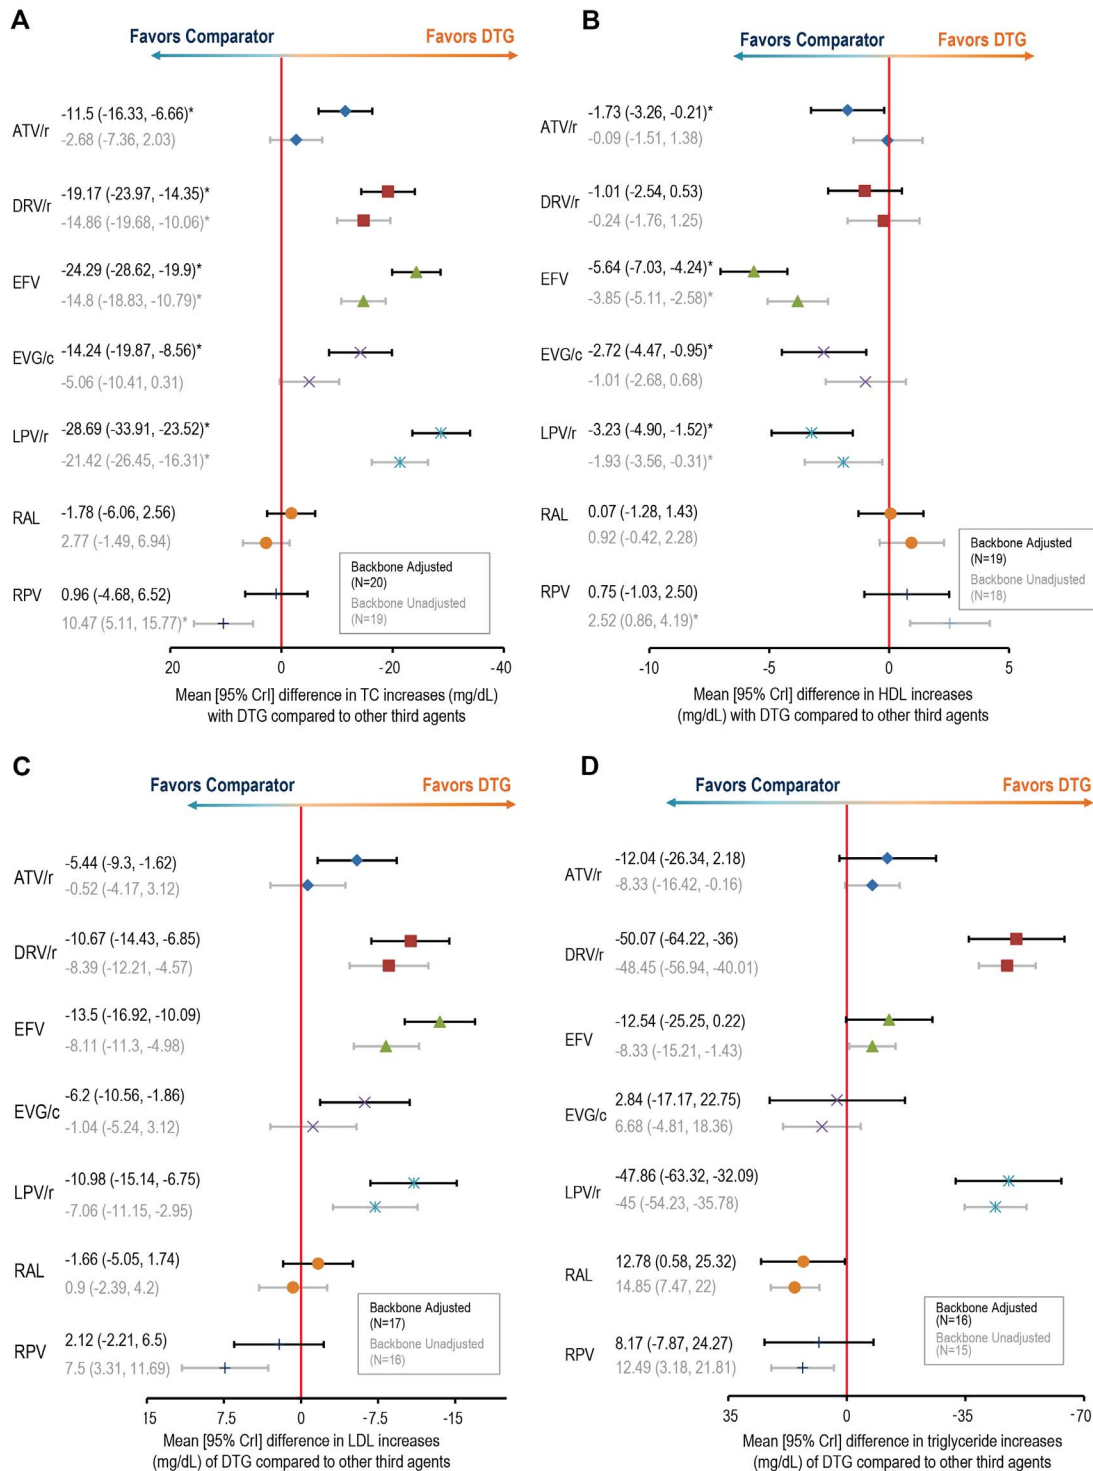 A
Favors Comparator
Favors DTG
ATV/r
-11.5 (-16.33, -6.66)*
-2.68 (-7.36, 2.03)
DRV/r
-19.17 (-23.97, -14.35)*
-14.86 (-19.68, -10.06)*
EFV
-24.29 (-28.62, -19.9)*
-14.8 (-18.83, -10.79)*
EVG/c
-14.24 (-19.87, -8.56)*
-5.06 (-10.41, 0.31)
LPV/r
-28.69 (-33.91, -23.52)*
-21.42 (-26.45, -16.31)*
RAL
-1.78 (-6.06, 2.56)
2.77 (-1.49, 6.94)
RPV
0.96 (-4.68, 6.52)
10.47 (5.11, 15.77)*
Backbone Adjusted
(N=20)
Backbone Unadjusted
(N=19)
20 0 -20 -40
Mean [95% CrI] difference in TC increases (mg/dL)
with DTG compared to other third agents
B
Favors Comparator
Favors DTG
ATV/r
-1.73 (-3.26, -0.21)*
-0.09 (-1.51, 1.38)
DRV/r
-1.01 (-2.54, 0.53)
-0.24 (-1.76, 1.25)
EFV
-5.64 (-7.03, -4.24)*
-3.85 (-5.11, -2.58)*
EVG/c
-2.72 (-4.47, -0.95)*
-1.01 (-2.68, 0.68)
LPV/r
-3.23 (-4.90, -1.52)*
-1.93 (-3.56, -0.31)*
RAL
0.07 (-1.28, 1.43)
0.92 (-0.42, 2.28)
RPV
0.75 (-1.03, 2.50)
2.52 (0.86, 4.19)*
Backbone Adjusted
(N=19)
Backbone Unadjusted
(N=18)
-10 -5 0 5
Mean [95% CrI] difference in HDL increases
(mg/dL) with DTG compared to other third agents
C
Favors Comparator
Favors DTG
ATV/r
-5.44 (-9.3, -1.62)
-0.52 (-4.17, 3.12)
DRV/r
-10.67 (-14.43, -6.85)
-8.39 (-12.21, -4.57)
EFV
-13.5 (-16.92, -10.09)
-8.11 (-11.3, -4.98)
EVG/c
-6.2 (-10.56, -1.86)
-1.04 (-5.24, 3.12)
LPV/r
-10.98 (-15.14, -6.75)
-7.06 (-11.15, -2.95)
RAL
-1.66 (-5.05, 1.74)
0.9 (-2.39, 4.2)
RPV
2.12 (-2.21, 6.5)
7.5 (3.31, 11.69)
Backbone Adjusted
(N=17)
Backbone Unadjusted
(N=16)
15 7.5 0 -7.5 -15
Mean [95% CrI] difference in LDL increases
(mg/dL) of DTG compared to other third agents
D
Favors Comparator
Favors DTG
ATV/r
-12.04 (-26.34, 2.18)
-8.33 (-16.42, -0.16)
DRV/r
-50.07 (-64.22, -36)
-48.45 (-56.94, -40.01)
EFV
-12.54 (-25.25, 0.22)
-8.33 (-15.21, -1.43)
EVG/c
2.84 (-17.17, 22.75)
6.68 (-4.81, 18.36)
LPV/r
-47.86 (-63.32, -32.09)
-45 (-54.23, -35.78)
RAL
12.78 (0.58, 25.32)
14.85 (7.47, 22)
RPV
8.17 (-7.87, 24.27)
12.49 (3.18, 21.81)
Backbone Adjusted
(N=16)
Backbone Unadjusted
(N=15)
35 0 -35 -70
Mean [95% CrI] difference in triglyceride increases
(mg/dL) of DTG compared to other third agents